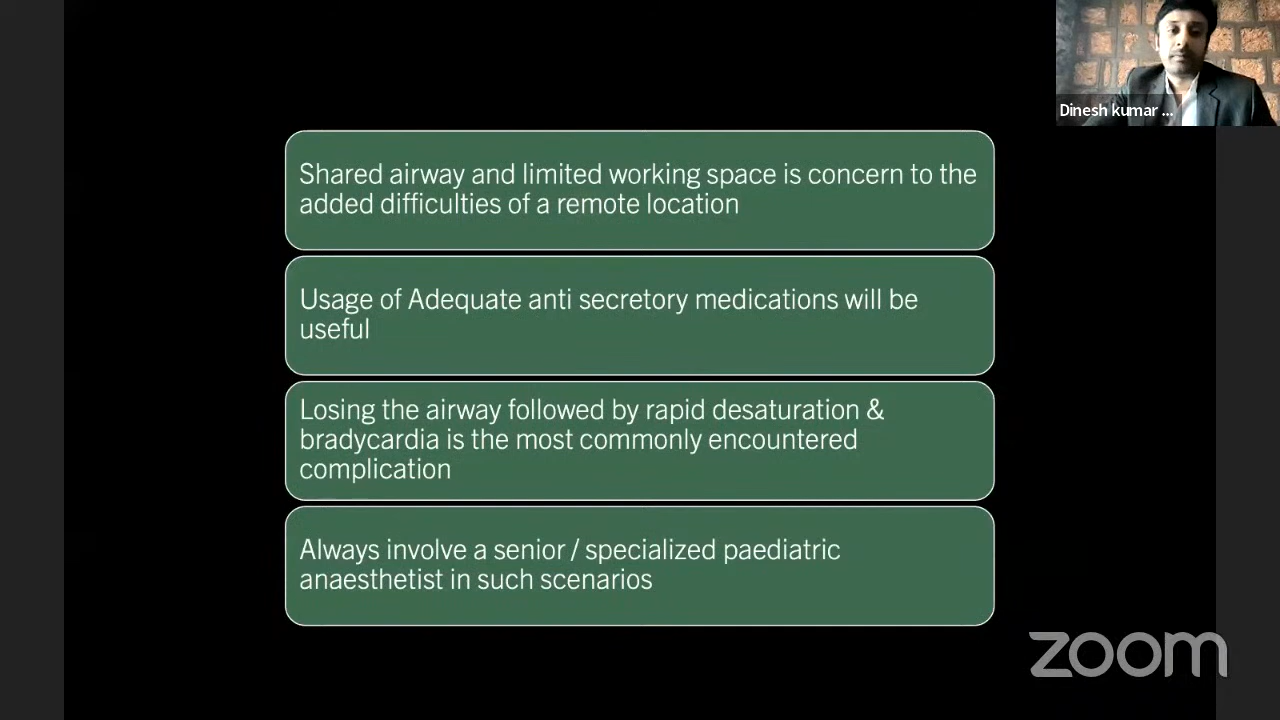 Dinesh kumar ...
Shared airway and limited working space is concern to the
added difficulties of a remote location
Usage of Adequate anti secretory medications will be
useful
Losing the airway followed by rapid desaturation &
bradycardia is the most commonly encountered
complication
Always involve a senior / specialized paediatric
anaesthetist in such scenarios
zoom